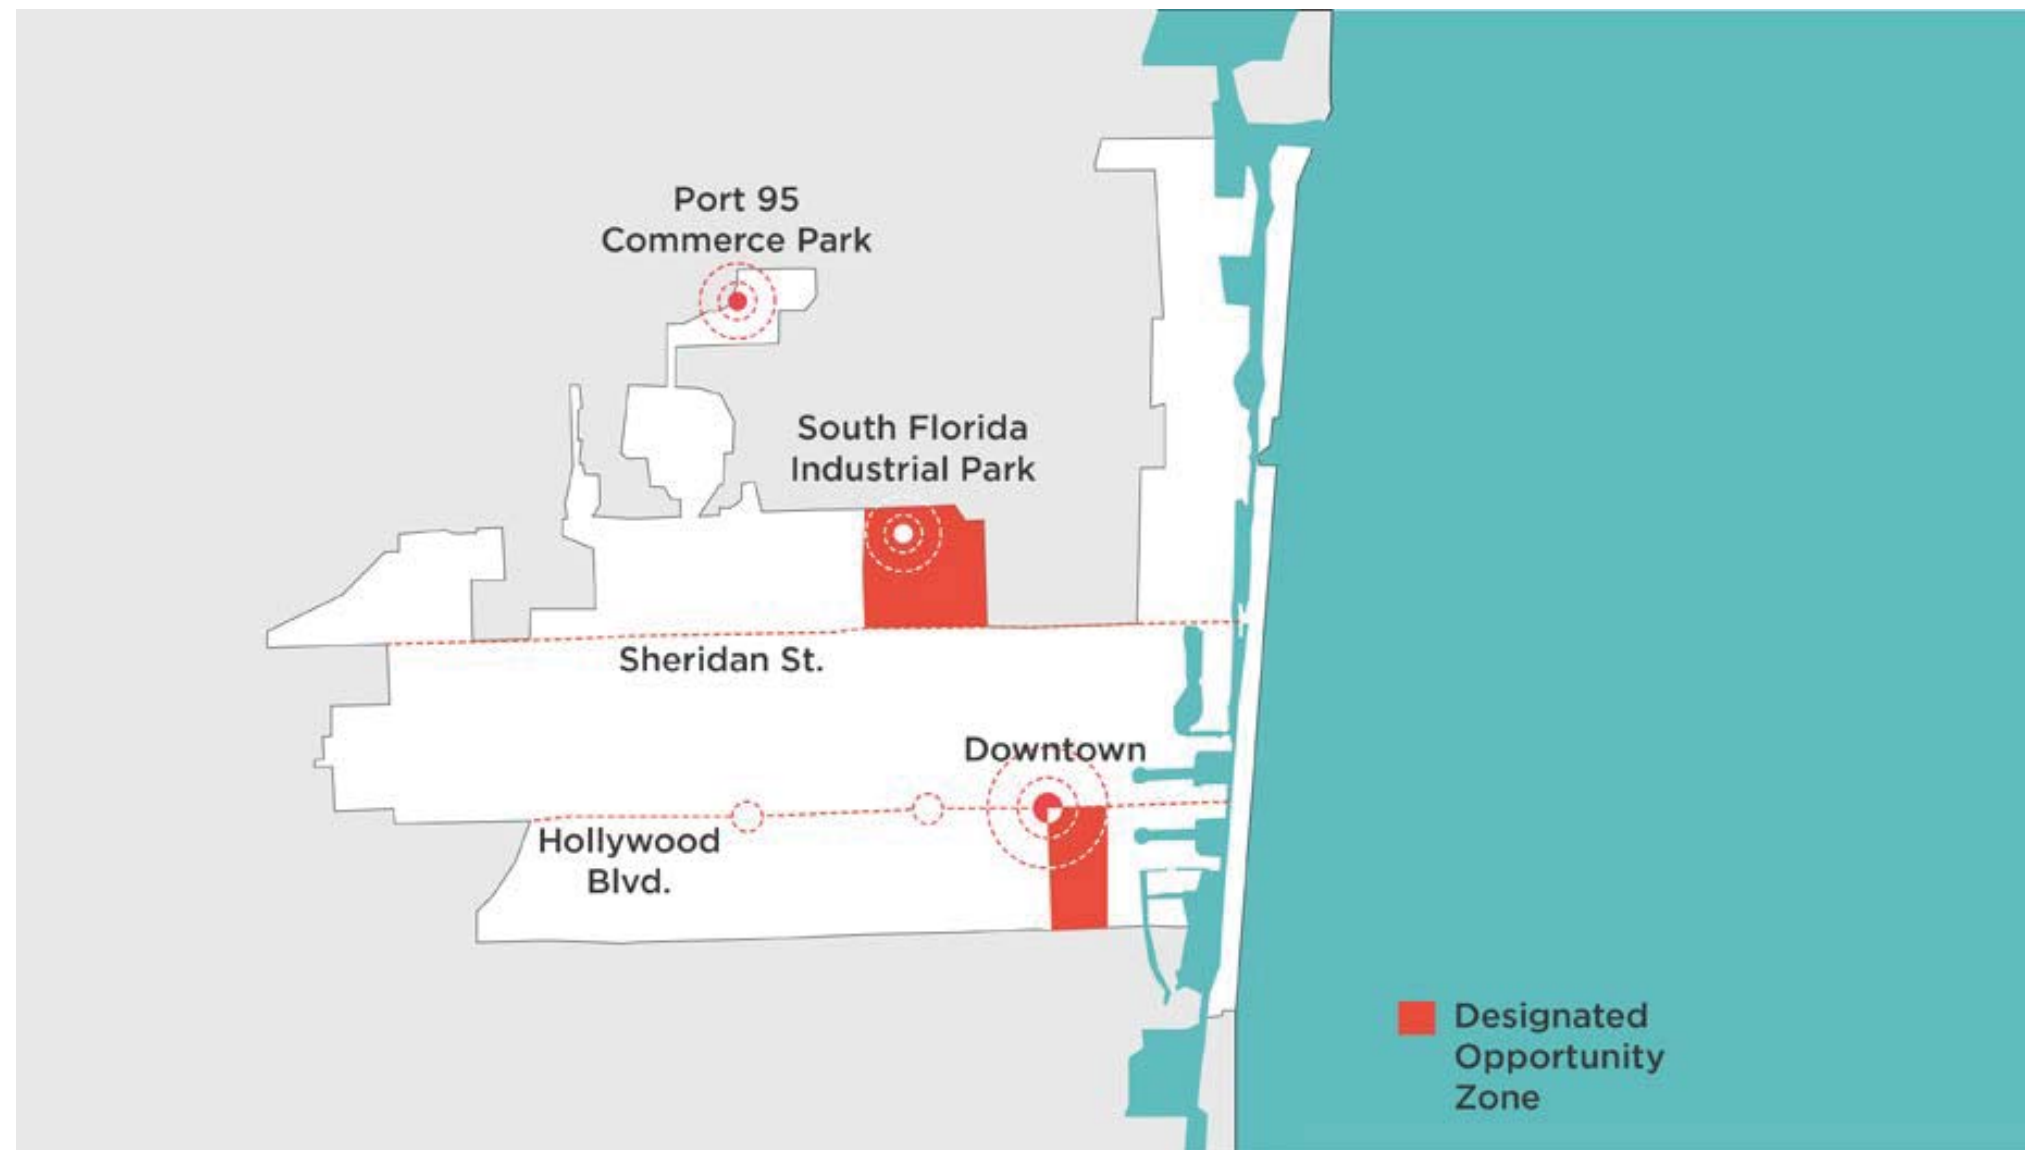 Port 95
Commerce Park
South Florida
Industrial Park
Sheridan St.
Downtown
Hollywood
Blvd.
Designated
Opportunity
Zone